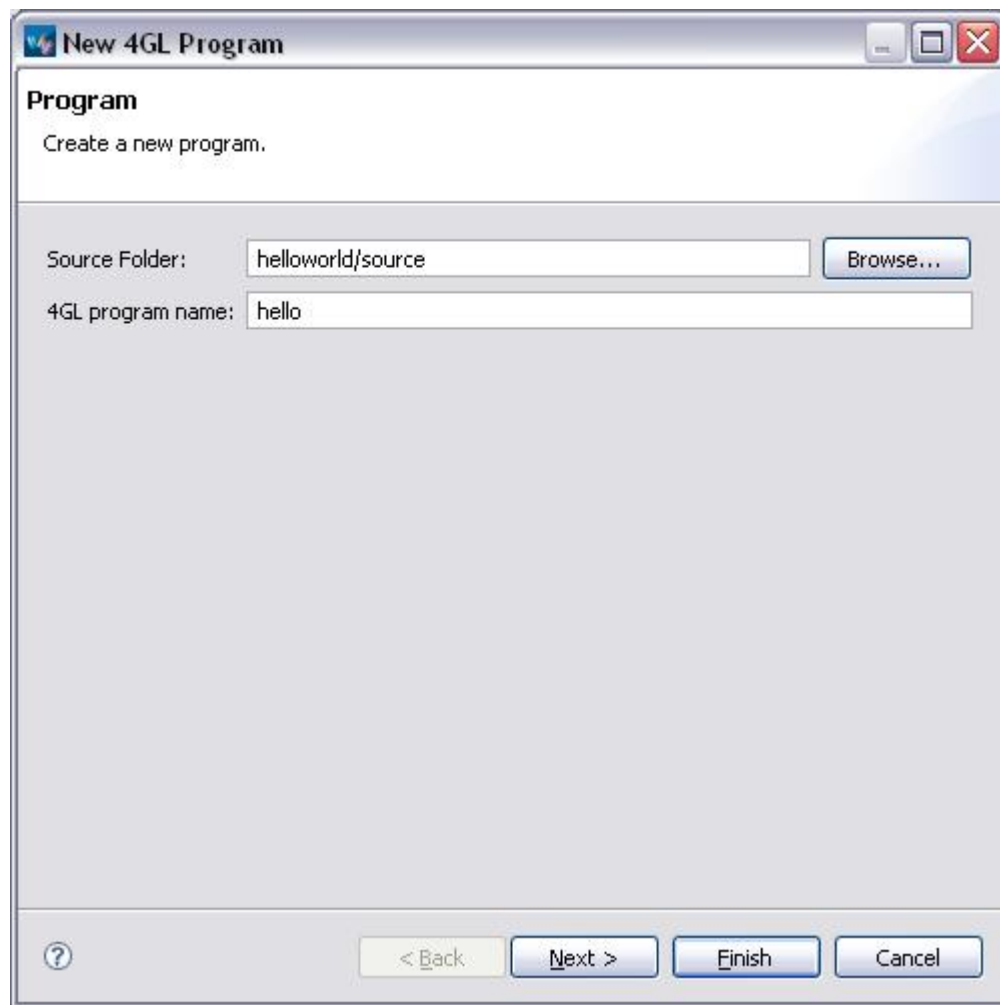 New 4GL Program
Program
Create a new program.
Source Folder: helloworld/source Browse...
4GL program name: hello
< Back Next > Finish Cancel